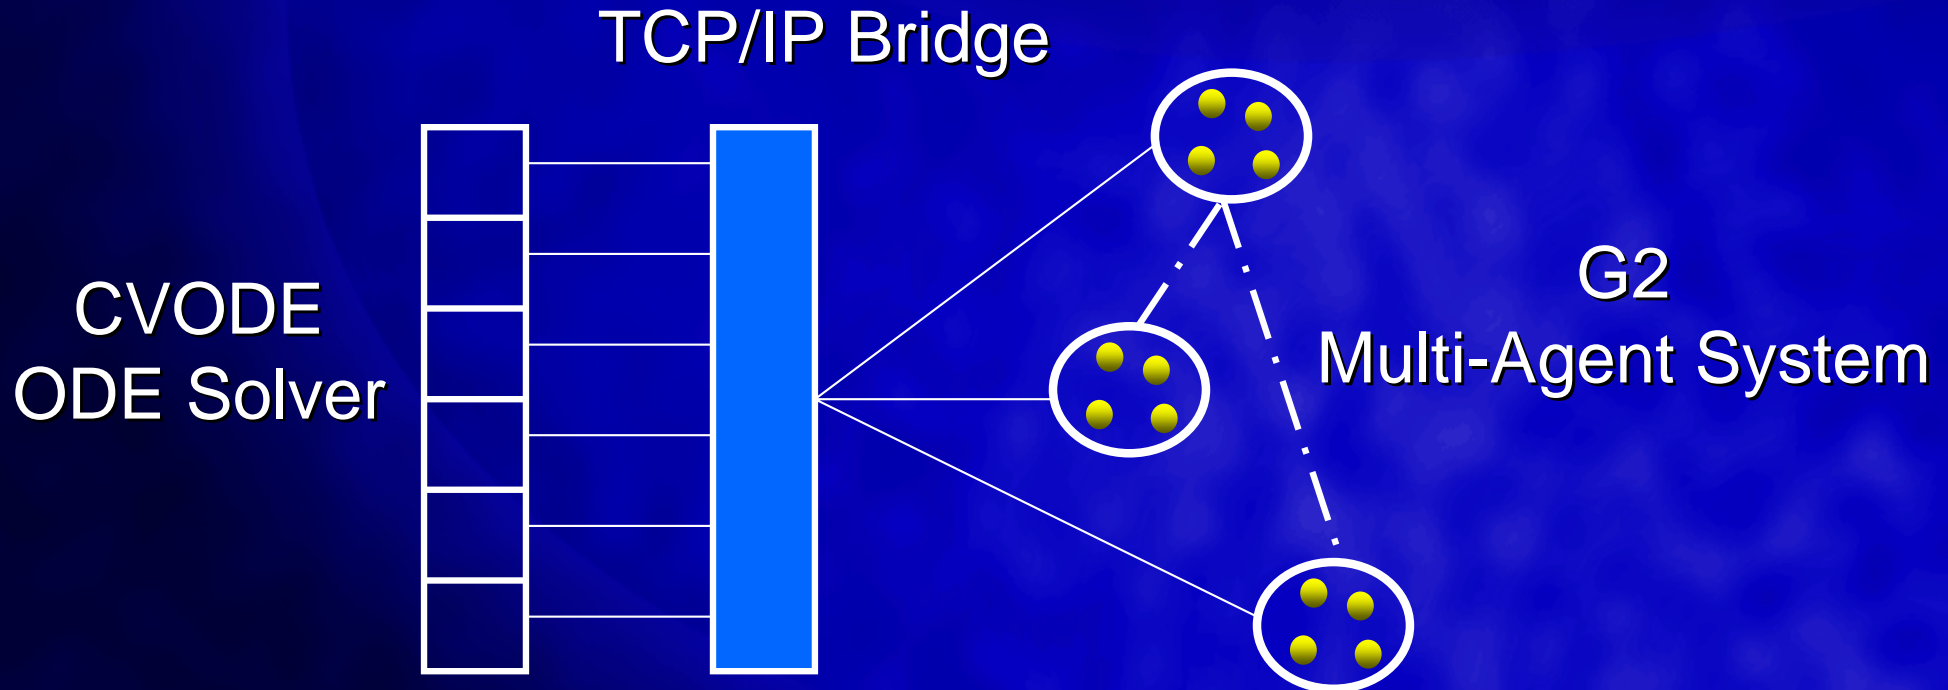 TCP/IP Bridge
CVODE
ODE Solver
G2
Multi-Agent System